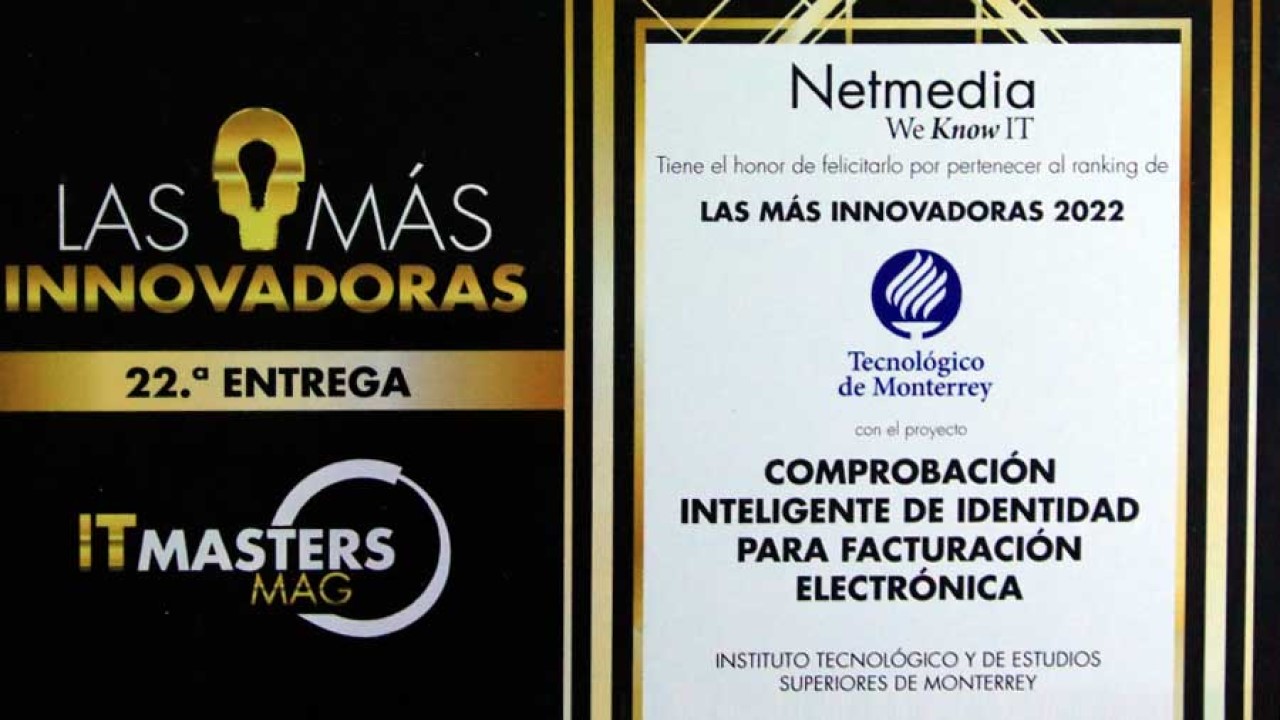 LAS MÁS
INNOVADORAS
22.ª ENTREGA
IT MASTERS
MAG
Netmedia
We Know IT
Tiene el honor de felicitarlo por pertenecer al ranking de
LAS MÁS INNOVADORAS 2022
Tecnológico
de Monterrey
con el proyecto
COMPROBACIÓN
INTELIGENTE DE IDENTIDAD
PARA FACTURACIÓN
ELECTRÓNICA
INSTITUTO TECNOLÓGICO Y DE ESTUDIOS
SUPERIORES DE MONTERREY